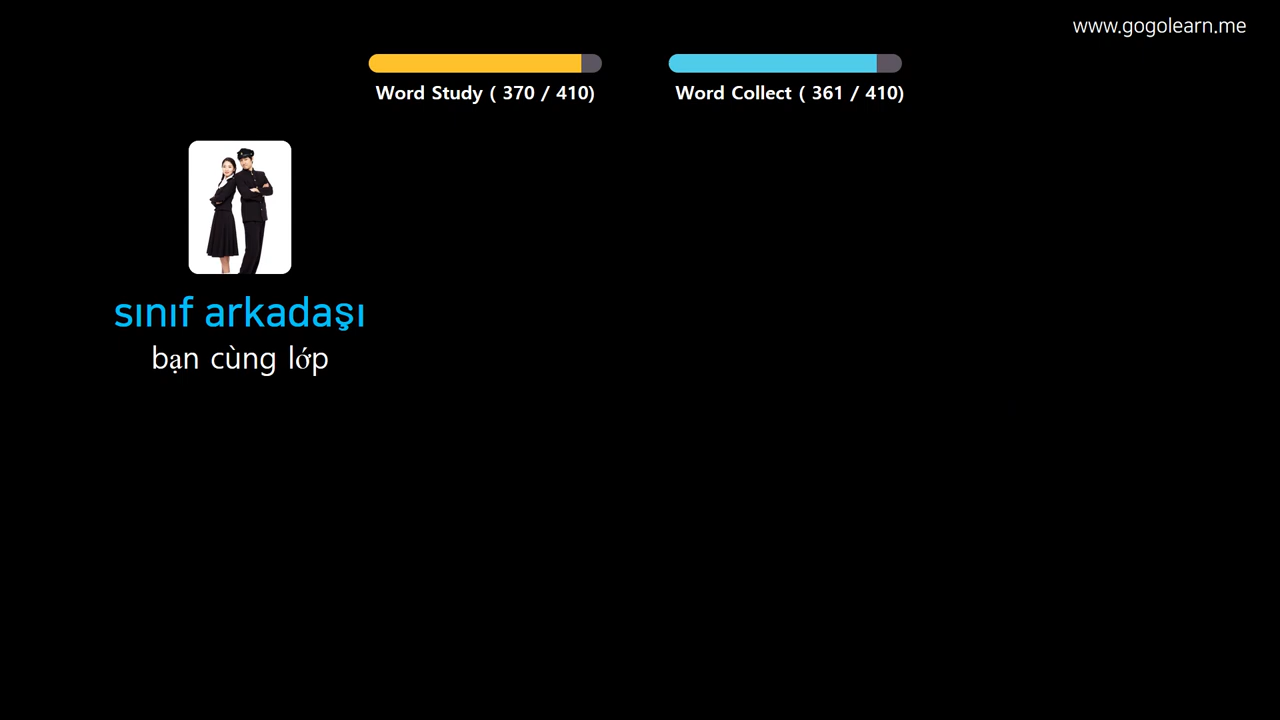 www.gogolearn.me
Word Study ( 370 / 410)
Word Collect ( 361 / 410)
sınıf arkadaşı
bạn cùng lớp